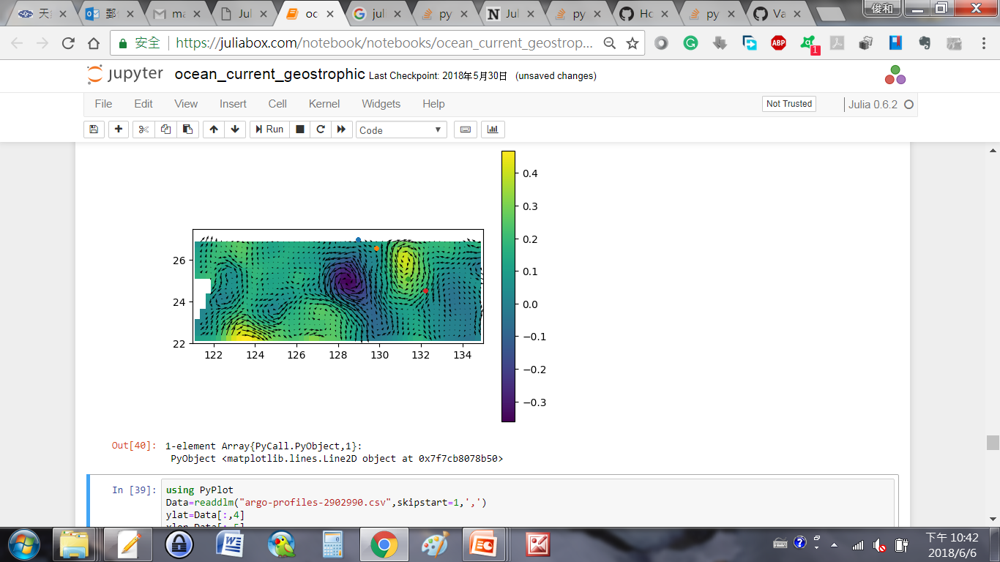 天
郵
ma
Jul
oc
juli
py
Jul
py
Ho
py
Va
俊和
安全
https://juliabox.com/notebook/notebooks/ocean_current_geostrop...
ABP
1
jupyter ocean_current_geostrophic Last Checkpoint: 2018年5月30日 (unsaved changes)
File Edit View Insert Cell Kernel Widgets Help
Not Trusted
Julia 0.6.2
Run
Code
0.4
0.3
0.2
0.1
0.0
−0.1
−0.2
−0.3
26
24
22
122 124 126 128 130 132 134
Out[40]: 1-element Array{PyCall.PyObject,1}:
PyObject <matplotlib.lines.Line2D object at 0x7f7cb8078b50>
In [39]: using PyPlot
Data=readdlm("argo-profiles-2902990.csv",skipstart=1,',')
ylat=Data[:,4]
xlon=Data[:,5]
下午 10:42
2018/6/6